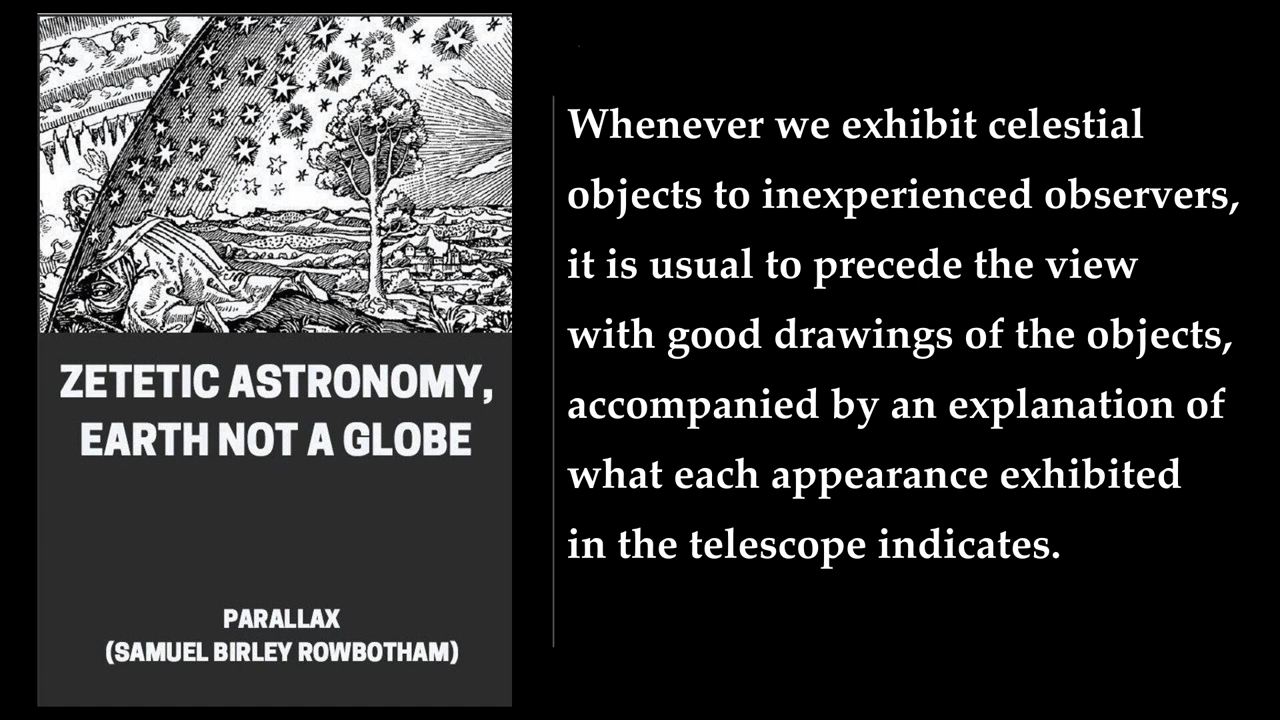 ZETETIC ASTRONOMY,
EARTH NOT A GLOBE
PARALLAX
(SAMUEL BIRLEY ROWBOTHAM)
Whenever we exhibit celestial
objects to inexperienced observers,
it is usual to precede the view
with good drawings of the objects,
accompanied by an explanation of
what each appearance exhibited
in the telescope indicates.